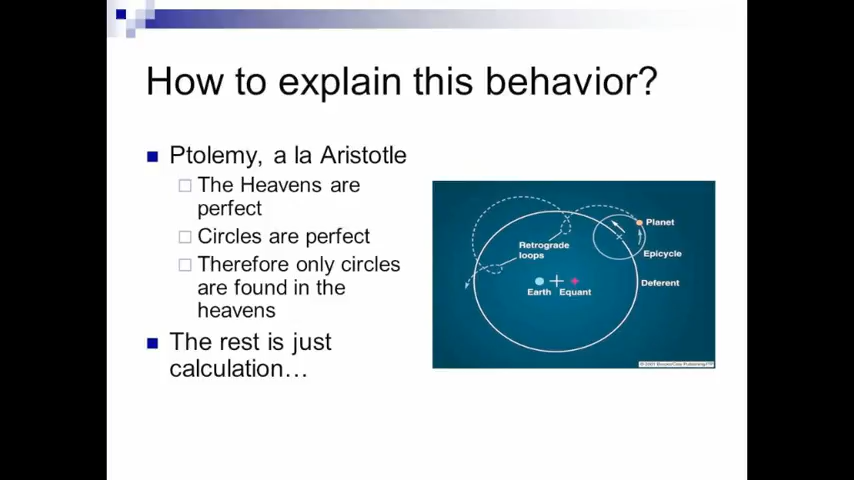 How to explain this behavior?
Ptolemy, a la Aristotle
The Heavens are
perfect
Circles are perfect
Therefore only circles
are found in the
heavens
The rest is just
calculation…
Planet
Retrograde
loops
Epicycle
Deferent
Earth
Equant